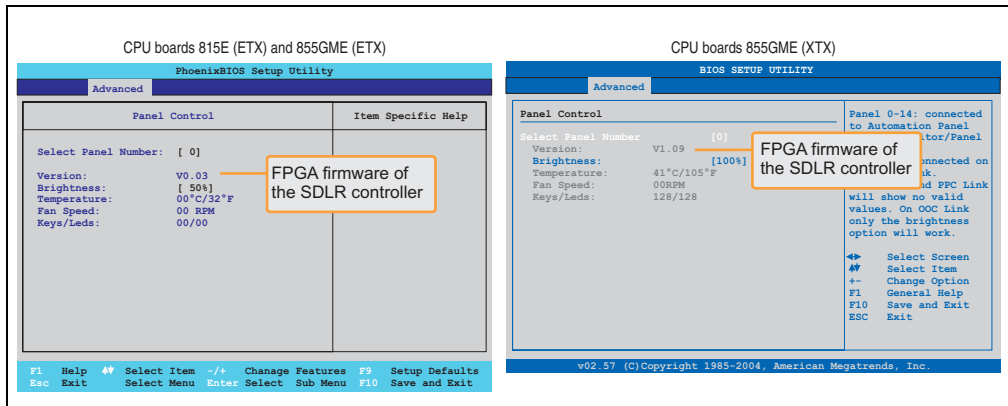 CPU boards 815E (ETX) and 855GME (ETX)
PhoenixBIOS Setup Utility
Advanced
Panel Control
Item Specific Help
Select Panel Number: [ 0]
Version: V0.03
Brightness: [ 50%]
Temperature: 00°C/32°F
Fan Speed: 00 RPM
Keys/Leds: 00/00
FPGA firmware of
the SDLR controller
F1 Help Select Item -/+ Chanage Features F9 Setup Defaults
Esc Exit Select Menu Enter Select Sub Menu F10 Save and Exit
CPU boards 855GME (XTX)
BIOS SETUP UTILITY
Advanced
Panel Control
Select Panel Number [0]
Version: V1.09
Brightness: [100%]
Temperature: 41°C/105°F
Fan Speed: 00RPM
Keys/Leds: 128/128
FPGA firmware of
the SDLR controller
Panel 0-14: connected
to Automation Panel
/Panel
on
PPC Link
will show no valid
values. On OOC Link
only the brightness
option will work.
Select Screen
Select Item
+- Change Option
F1 General Help
F10 Save and Exit
ESC Exit
v02.57 (C)Copyright 1985-2004, American Megatrends, Inc.